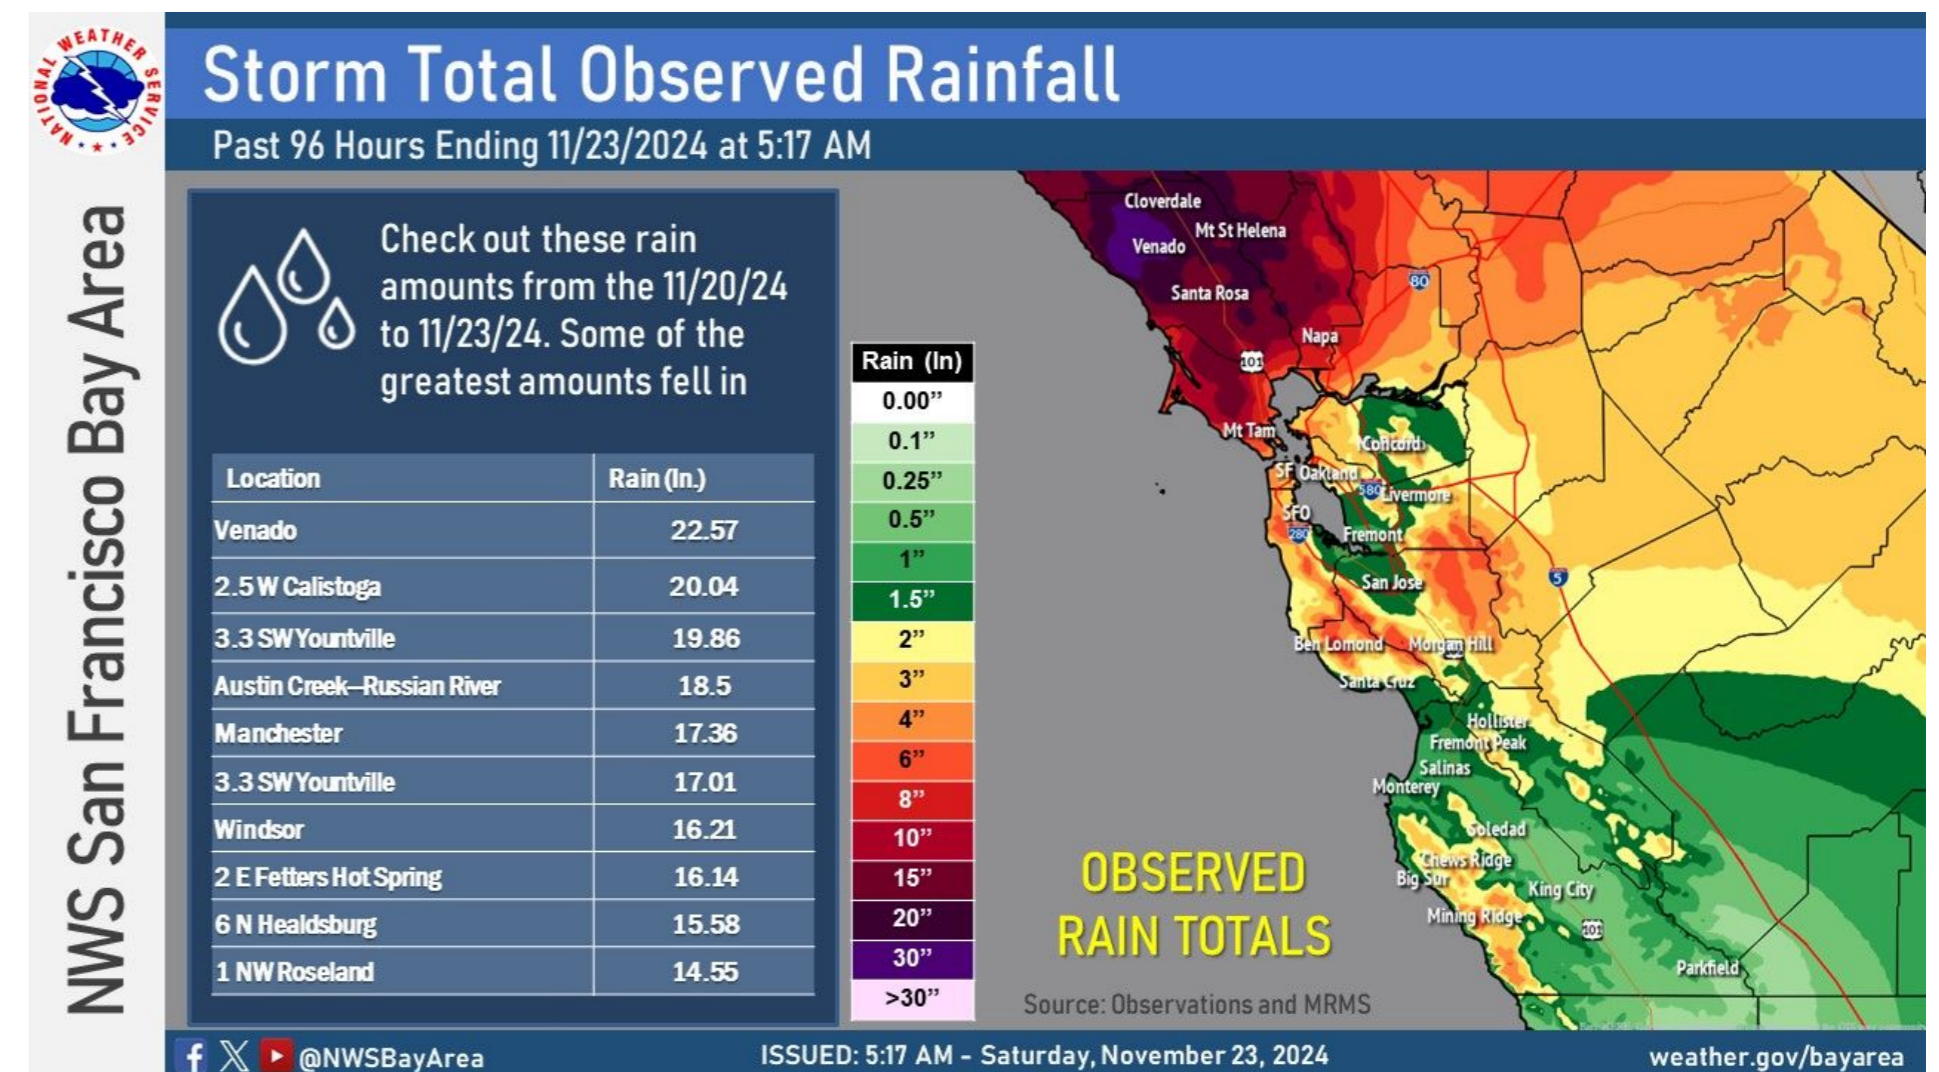 NATIONAL WEATHER SERVICE
NWS San Francisco Bay Area
Storm Total Observed Rainfall
Past 96 Hours Ending 11/23/2024 at 5:17 AM
Check out these rain
amounts from the 11/20/24
to 11/23/24. Some of the
greatest amounts fell in
Location Rain (In.)
Venado 22.57
2.5 W Calistoga 20.04
3.3 SW Yountville 19.86
Austin Creek–Russian River 18.5
Manchester 17.36
3.3 SW Yountville 17.01
Windsor 16.21
2 E Fetters Hot Spring 16.14
6 N Healdsburg 15.58
1 NW Roseland 14.55
Rain (In)
0.00”
0.1”
0.25”
0.5”
1”
1.5”
2”
3”
4”
6”
8”
10”
15”
20”
30”
>30”
Cloverdale
Mt St Helena
Venado
80
Santa Rosa
Napa
101
Mt Tam
Concord
SF Oakland
580 Livermore
SFO
280 Fremont
5
San Jose
Ben Lomond Morgan Hill
Santa Cruz
Hollister
Fremont Peak
Salinas
Monterey
Soledad
Chews Ridge
Big Sur
King City
Mining Ridge
101
Parkfield
OBSERVED
RAIN TOTALS
Source: Observations and MRMS
@NWSBayArea
ISSUED: 5:17 AM - Saturday, November 23, 2024
weather.gov/bayarea